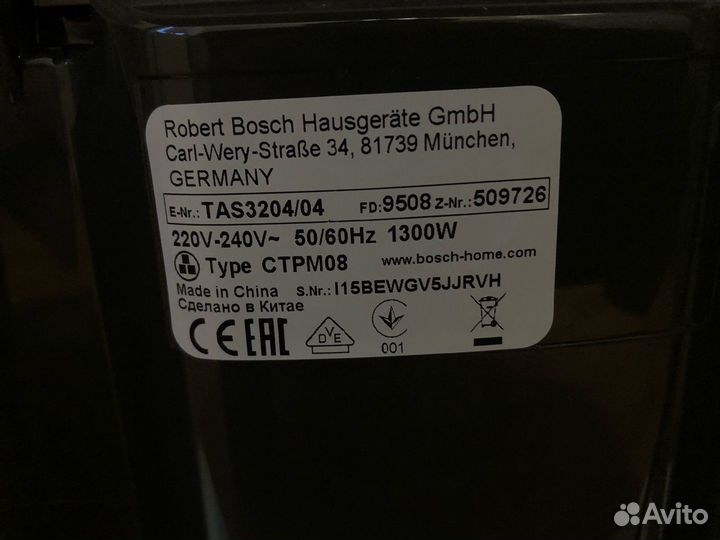 Robert Bosch Hausgeräte GmbH
Carl-Wery-Straße 34, 81739 München,
GERMANY
E-Nr.: TAS3204/04 FD: 9508 Z-Nr.: 509726
220V-240V~ 50/60Hz 1300W
Type CTPM08 www.bosch-home.com
Made in China S.Nr.: I15BEWGV5JJRVH
Сделано в Китае
CE EAC DVE 001
Avito